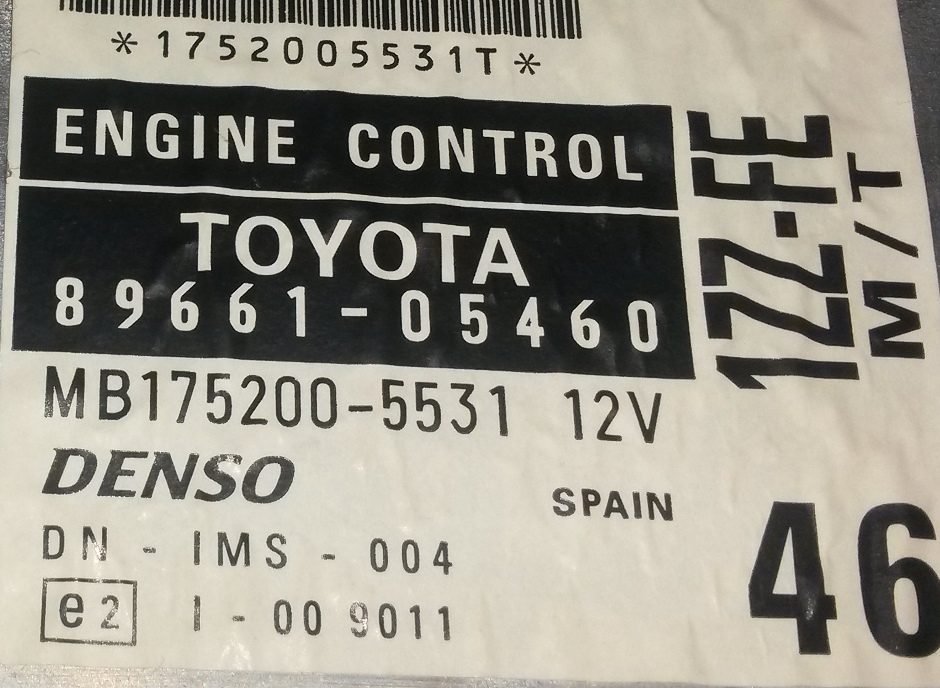 *1752005531T*
ENGINE CONTROL
TOYOTA
89661-05460
MB175200-5531 12V
DENSO
SPAIN
DN - IMS - 004
e2 I - 00 9011
1ZZ-FE
M/T
46